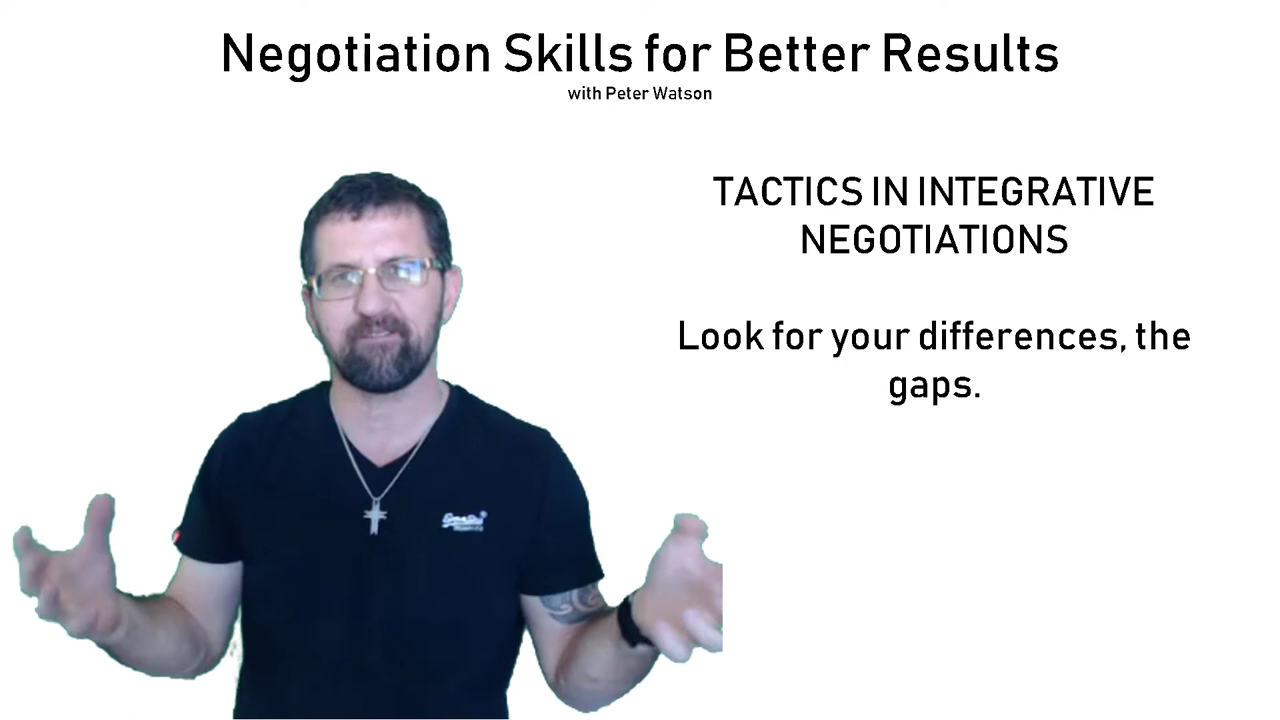 Negotiation Skills for Better Results
with Peter Watson
TACTICS IN INTEGRATIVE
NEGOTIATIONS
Look for your differences, the
gaps.